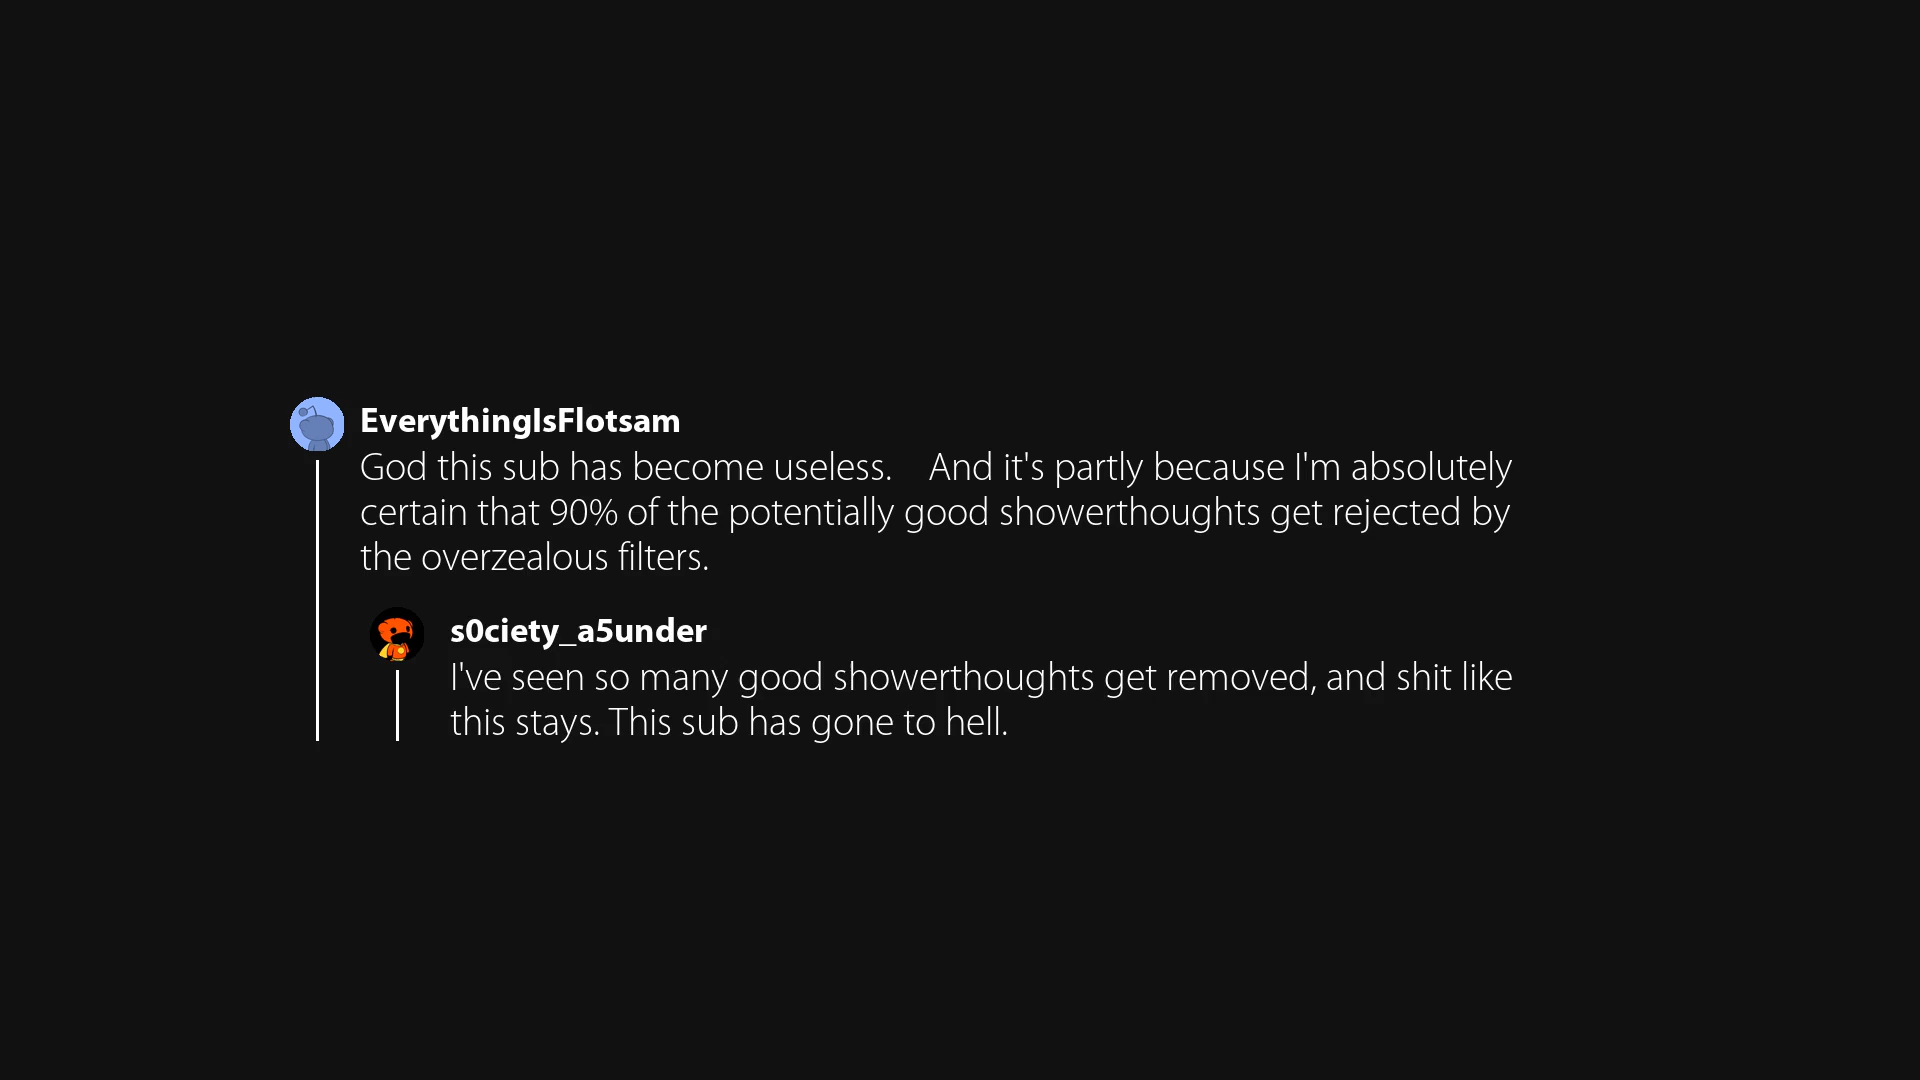 EverythingIsFlotsam
God this sub has become useless.    And it's partly because I'm absolutely
certain that 90% of the potentially good showerthoughts get rejected by
the overzealous filters.
s0ciety_a5under
I've seen so many good showerthoughts get removed, and shit like
this stays. This sub has gone to hell.